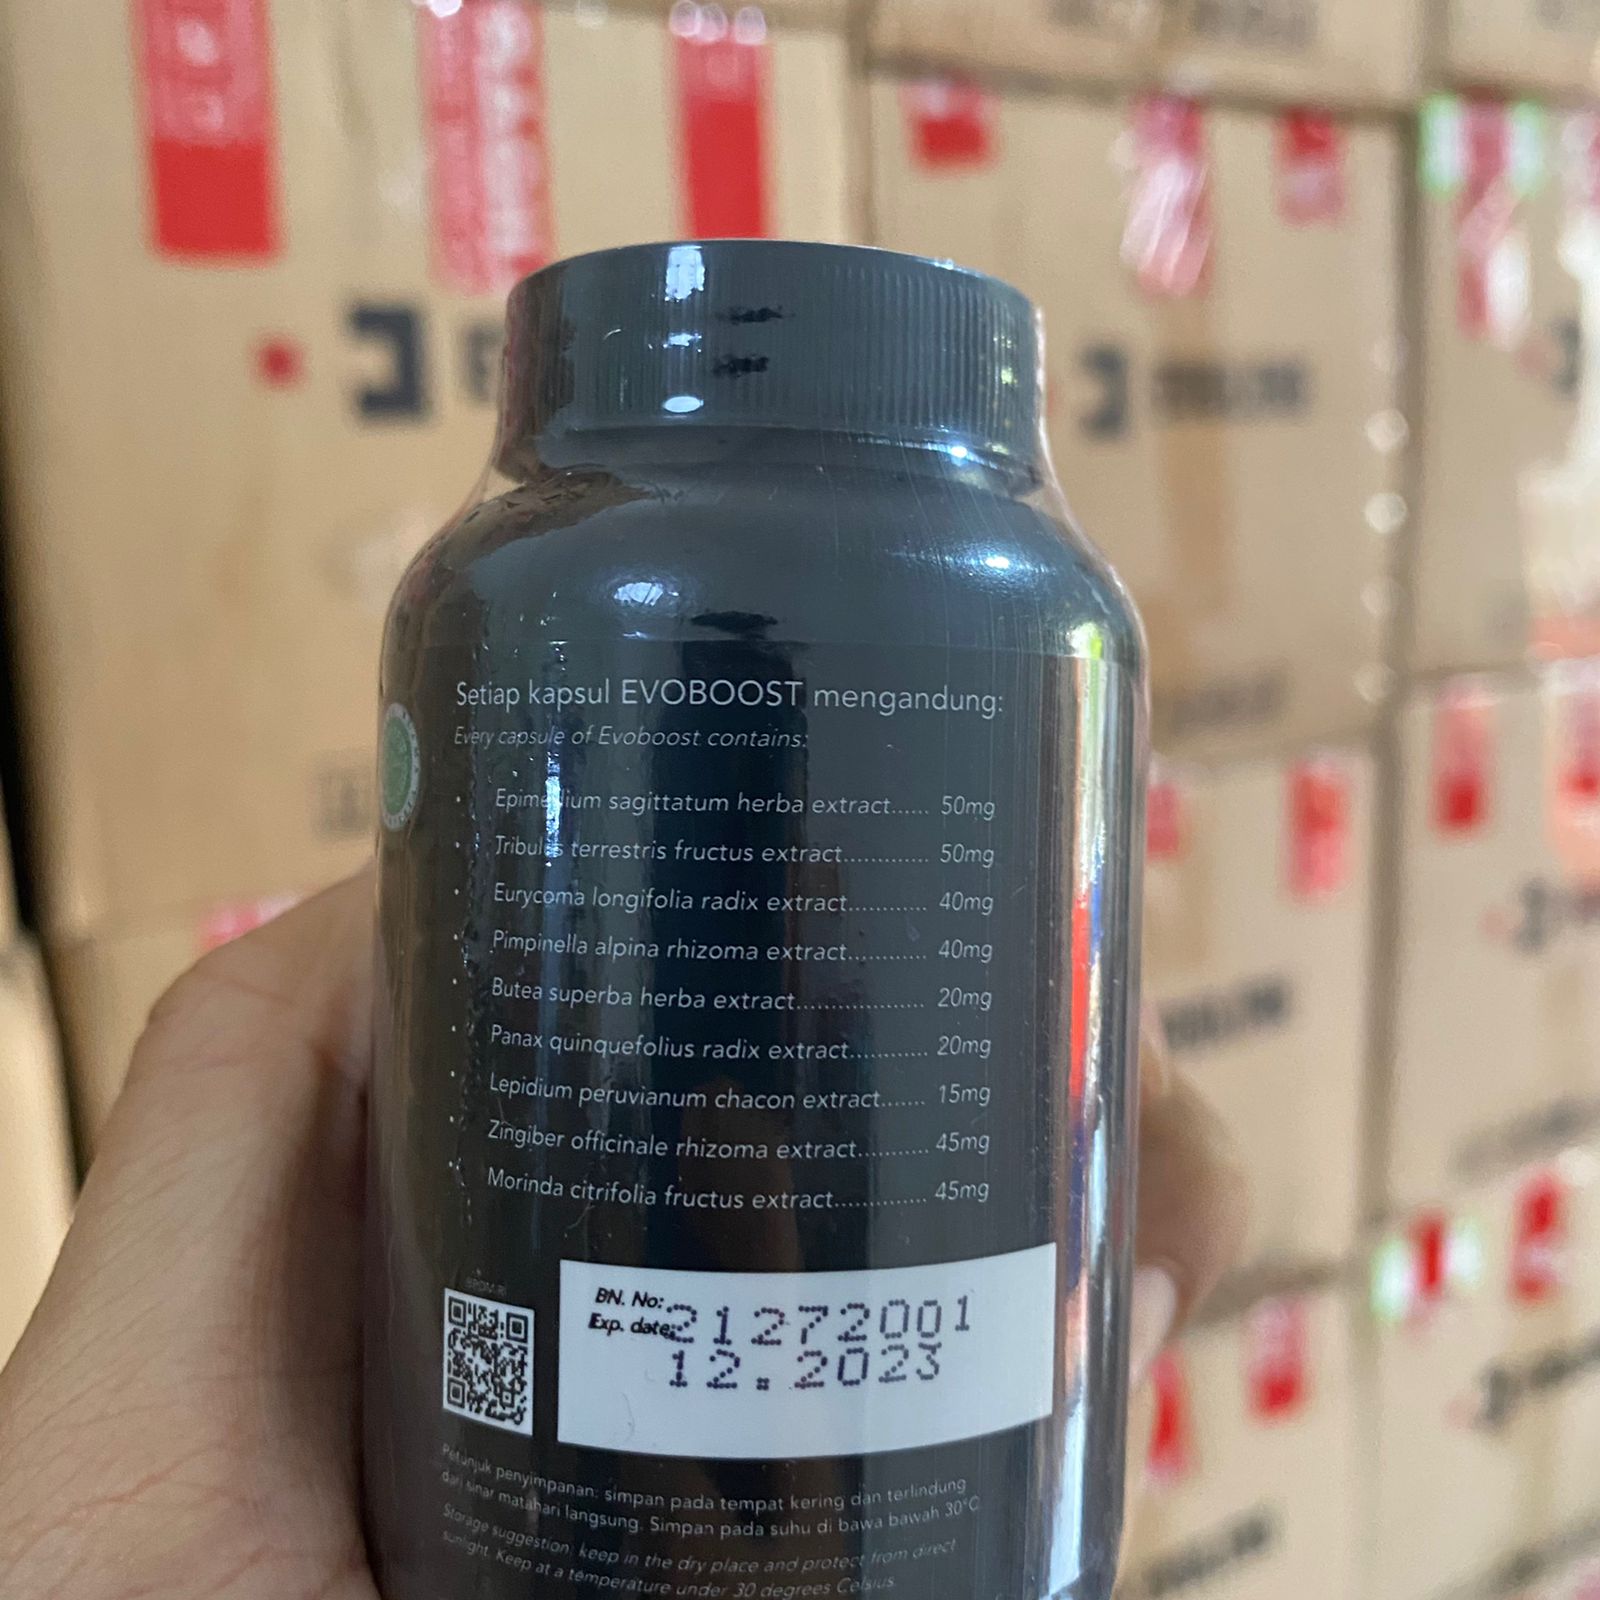 Setiap kapsul EVOBOOST mengandung:
Every capsule of Evoboost contains:
• Epimedium sagittatum herba extract...... 50mg
• Tribulus terrestris fructus extract............. 50mg
• Eurycoma longifolia radix extract............ 40mg
• Pimpinella alpina rhizoma extract............ 40mg
• Butea superba herba extract.................... 20mg
• Panax quinquefolius radix extract............ 20mg
• Lepidium peruvianum chacon extract....... 15mg
• Zingiber officinale rhizoma extract........... 45mg
• Morinda citrifolia fructus extract.............. 45mg
BPOM RI
BN. No: 21272001
Exp. date: 12.2023
Petunjuk penyimpanan: simpan pada tempat kering dan terlindung
dari sinar matahari langsung. Simpan pada suhu di bawa bawah 30°C
Storage suggestion: keep in the dry place and protect from direct
sunlight. Keep at a temperature under 30 degrees Celsius.